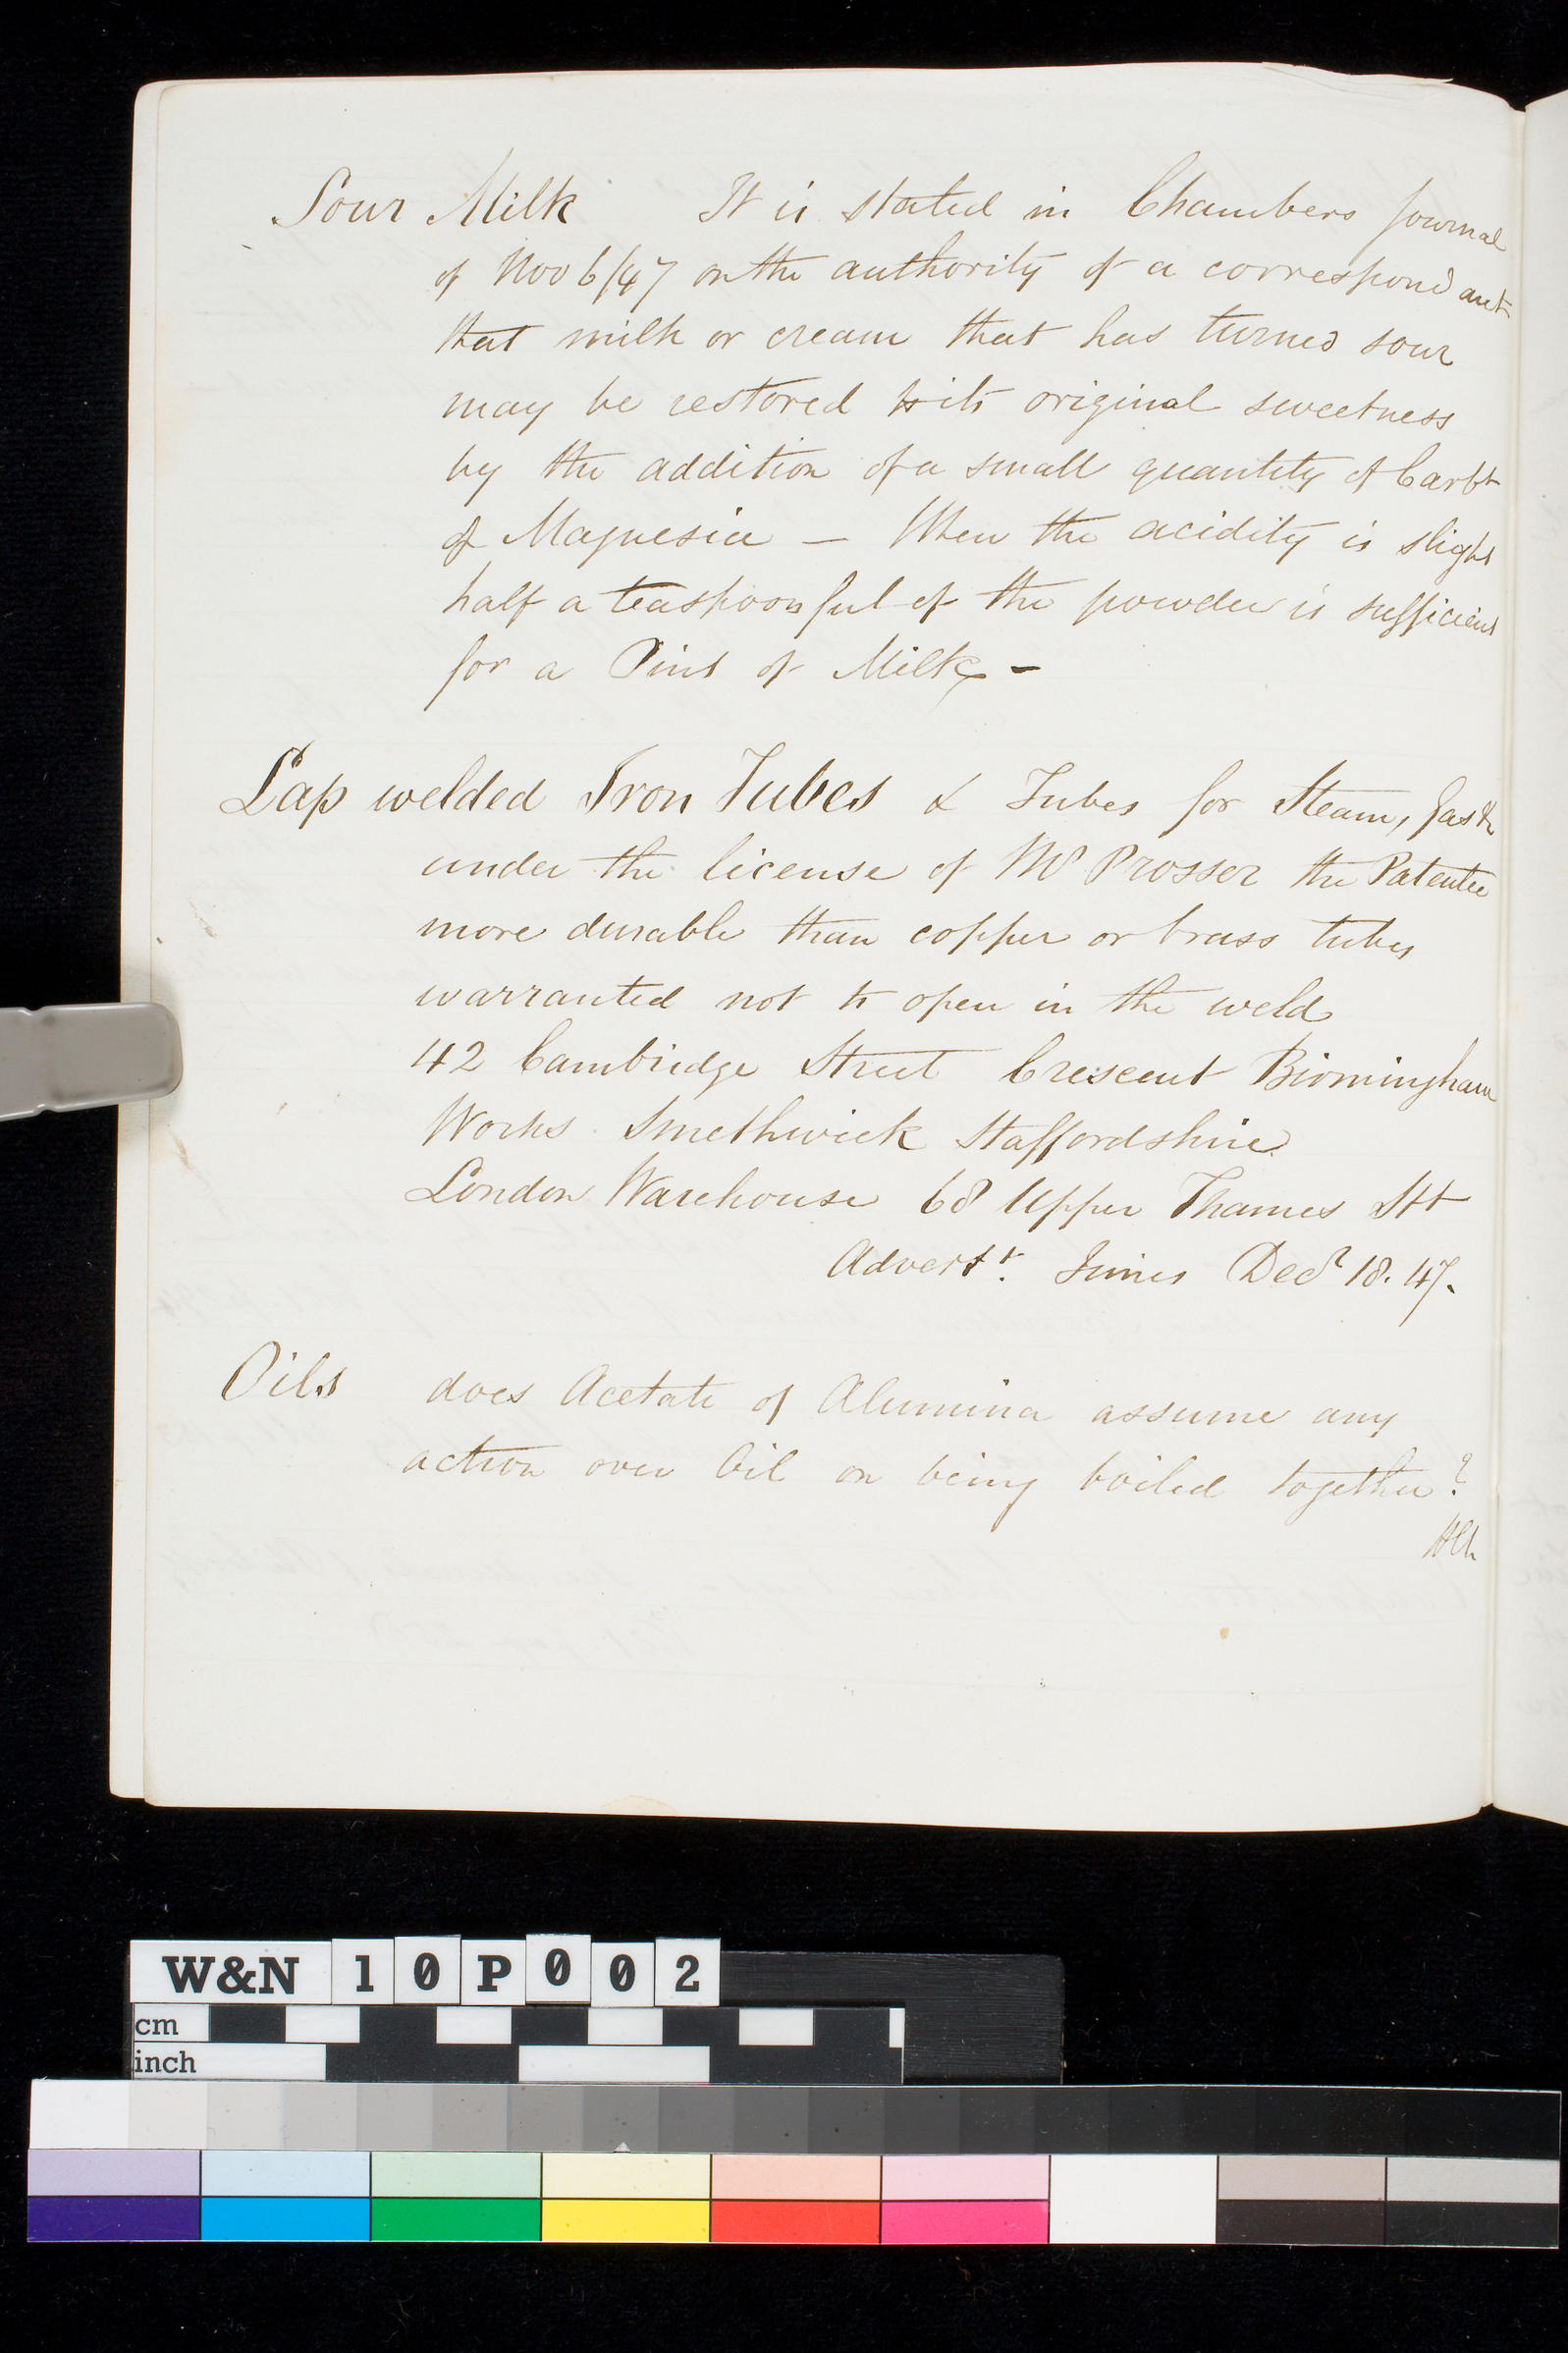 Sour Milk It is stated in Chambers Journal
of Nov 6/47 on the authority of a correspondant
that milk or cream that has turned sour
may be restored to its original sweetness
by the addition of a small quantity of Carbt
of Magnesia — When the acidity is slight
half a teaspoonful of the powder is sufficient
for a Pint of Milk –
Lap welded Iron Tubes & Tubes for Steam, Gas &c
under the license of Mr Prosser the Patentee
more durable than copper or brass tubes
warranted not to open in the weld
42 Cambridge Street Crescent Birmingham
Works Smethwick Staffordshire
London Warehouse 68 Upper Thames Stt
Advertt. Times Decr 18. 47.
Oils does Acetate of Alumina assume any
action over Oil on being boiled together?
W&N 10P002
cm
inch